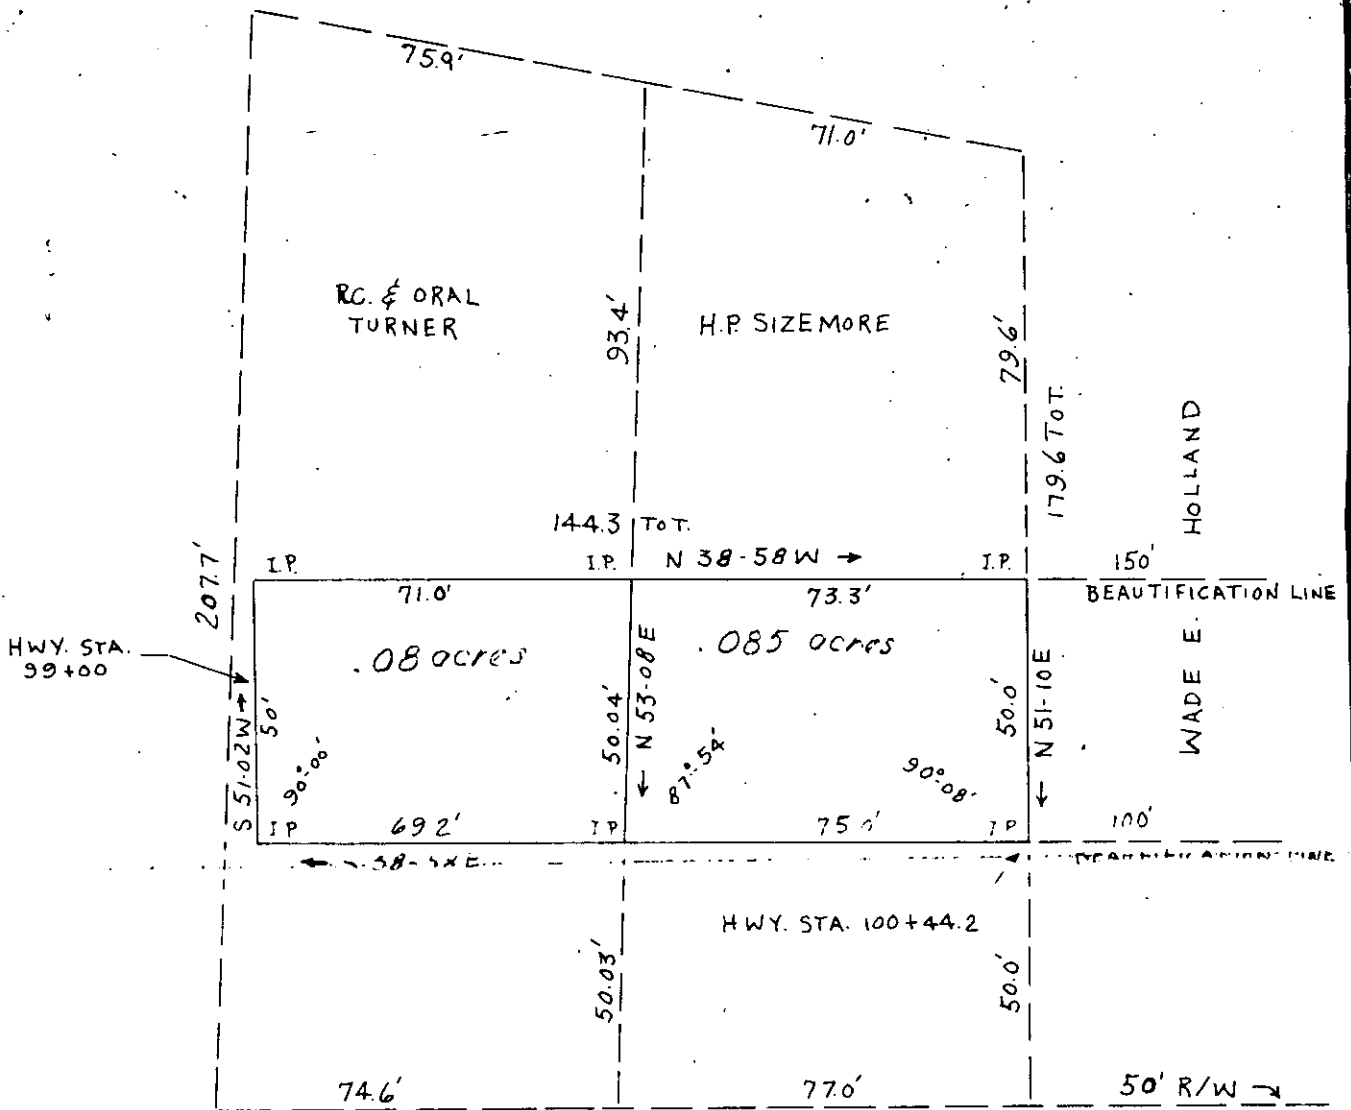 75.9'
71.0'
R.C. & ORAL
TURNER
93.4'
H.P. SIZEMORE
79.6'
179.6 TOT.
WADE E. HOLLAND
144.3 TOT.
207.7'
I.P.
I.P.
N 38-58 W →
I.P.
150'
71.0'
73.3'
BEAUTIFICATION LINE
HWY. STA.
99+00
.08 acres
.085 acres
S 51-02 W →
50'
90°-00'
50.04'
← N 53-08 E
87°-54'
90°-08'
50.0'
← N 51-10 E
I P
69.2'
I P
I P
100'
HWY. STA. 100+44.2
50.03'
50.0'
74.6'
77.0'
50' R/W →